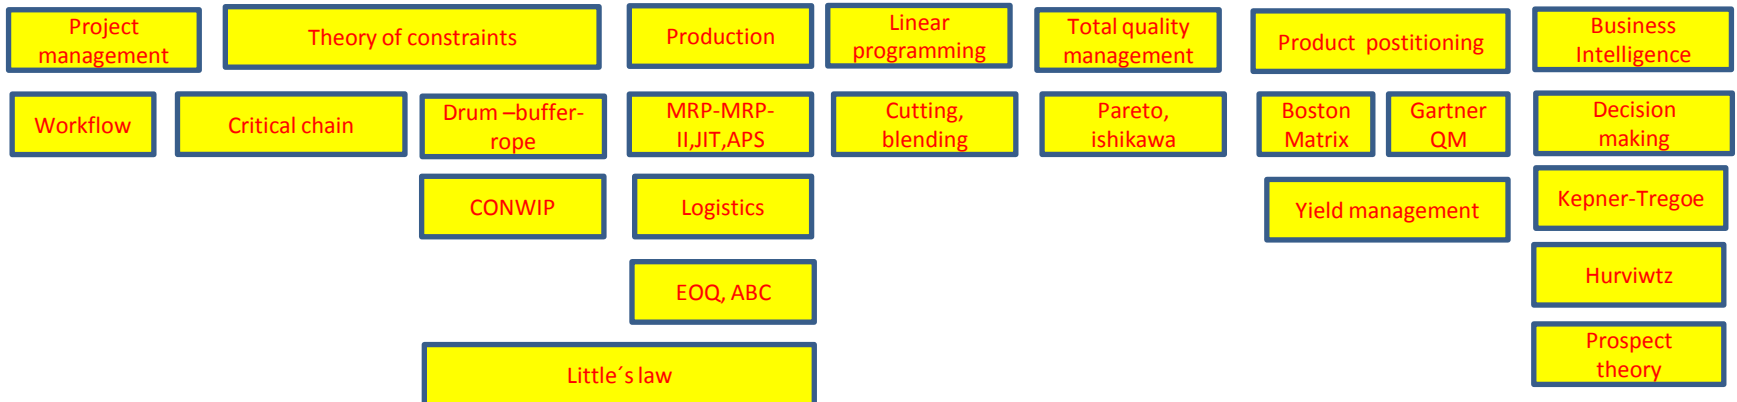 Project
management
Theory of constraints
Production
Linear
programming
Total quality
management
Product postitioning
Business
Intelligence
Workflow
Critical chain
Drum –buffer-
rope
MRP-MRP-
II,JIT,APS
Cutting,
blending
Pareto,
ishikawa
Boston
Matrix
Gartner
QM
Decision
making
CONWIP
Logistics
Yield management
Kepner-Tregoe
EOQ, ABC
Hurviwtz
Little´s law
Prospect
theory